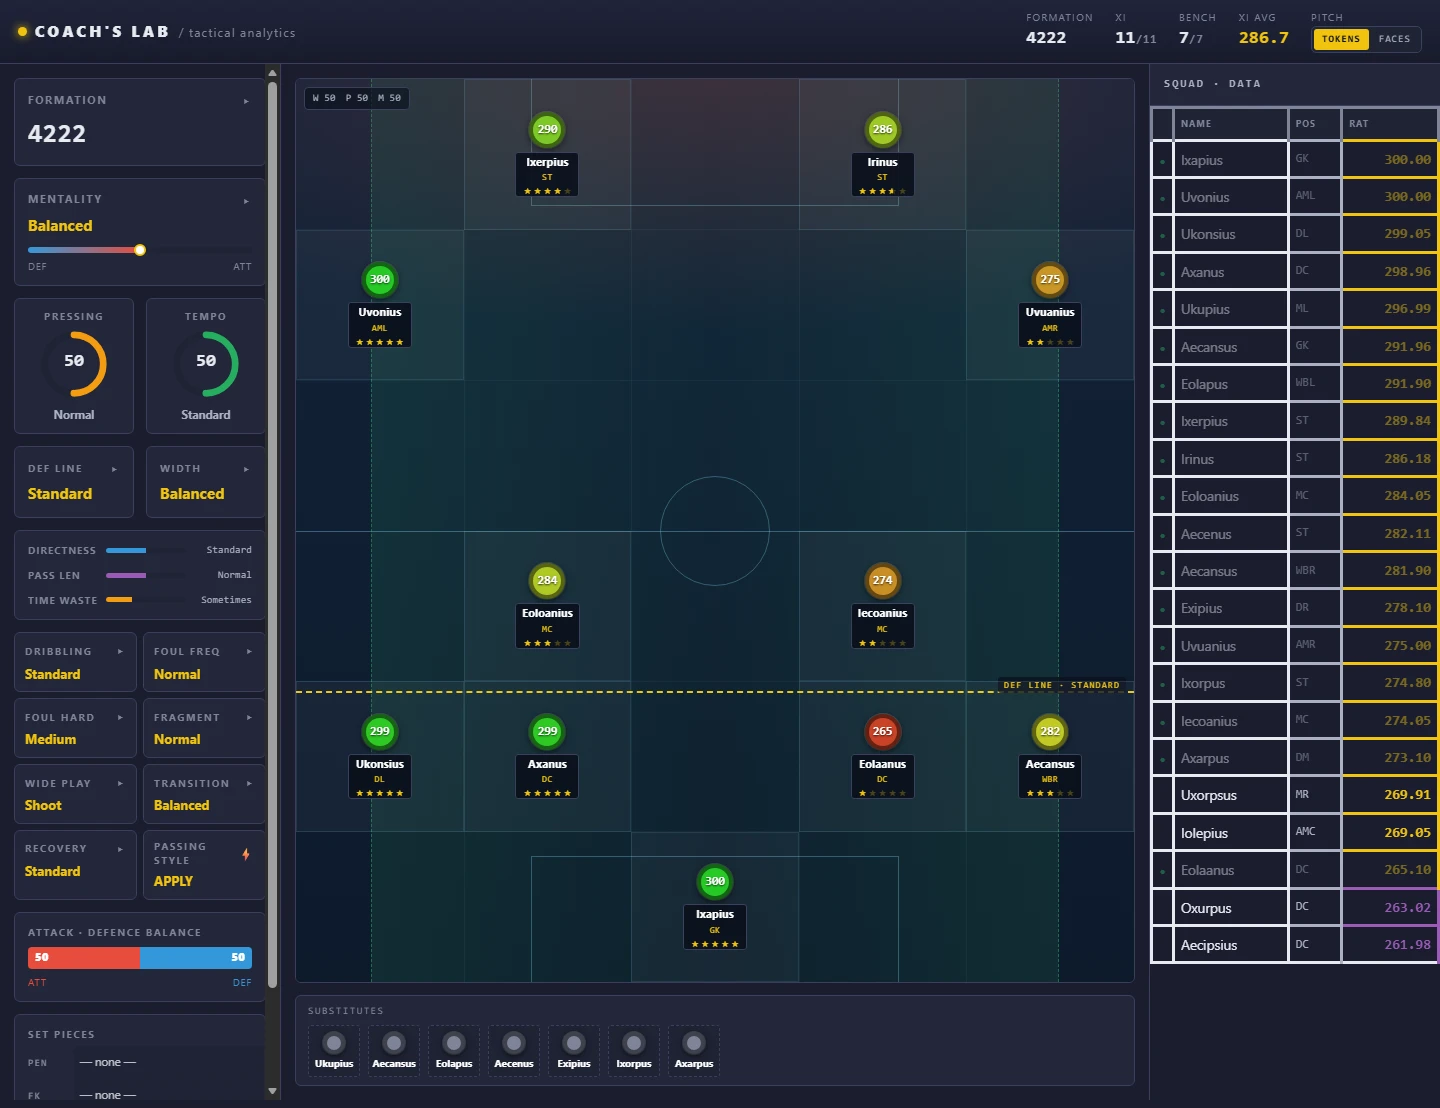 COACH'S LAB / tactical analytics
FORMATION
4222
XI
11/11
BENCH
7/7
XI AVG
286.7
PITCH
TOKENS FACES
FORMATION
4222
MENTALITY
Balanced
DEF ATT
PRESSING
50
Normal
TEMPO
50
Standard
DEF LINE
Standard
WIDTH
Balanced
DIRECTNESS Standard
PASS LEN Normal
TIME WASTE Sometimes
DRIBBLING
Standard
FOUL FREQ
Normal
FOUL HARD
Medium
FRAGMENT
Normal
WIDE PLAY
Shoot
TRANSITION
Balanced
RECOVERY
Standard
PASSING
STYLE
APPLY
ATTACK · DEFENCE BALANCE
50 50
ATT DEF
SET PIECES
PEN — none —
FK — none —
W 50 P 50 M 50
290
Ixerpius
ST
★★★★★
286
Irinus
ST
★★★★★
300
Uvonius
AML
★★★★★
275
Uvuanius
AMR
★★★★★
284
Eoloanius
MC
★★★★★
274
Iecoanius
MC
★★★★★
DEF LINE · STANDARD
299
Ukonsius
DL
★★★★★
299
Axanus
DC
★★★★★
265
Eolaanus
DC
★★★★★
282
Aecansus
WBR
★★★★★
300
Ixapius
GK
★★★★★
SUBSTITUTES
Ukupius Aecansus Eolapus Aecenus Exipius Ixorpus Axarpus
SQUAD · DATA
NAME POS RAT
Ixapius GK 300.00
Uvonius AML 300.00
Ukonsius DL 299.05
Axanus DC 298.96
Ukupius ML 296.99
Aecansus GK 291.96
Eolapus WBL 291.90
Ixerpius ST 289.84
Irinus ST 286.18
Eoloanius MC 284.05
Aecenus ST 282.11
Aecansus WBR 281.90
Exipius DR 278.10
Uvuanius AMR 275.00
Ixorpus ST 274.80
Iecoanius MC 274.05
Axarpus DM 273.10
Uxorpsus MR 269.91
Iolepius AMC 269.05
Eolaanus DC 265.10
Oxurpus DC 263.02
Aecipsius DC 261.98